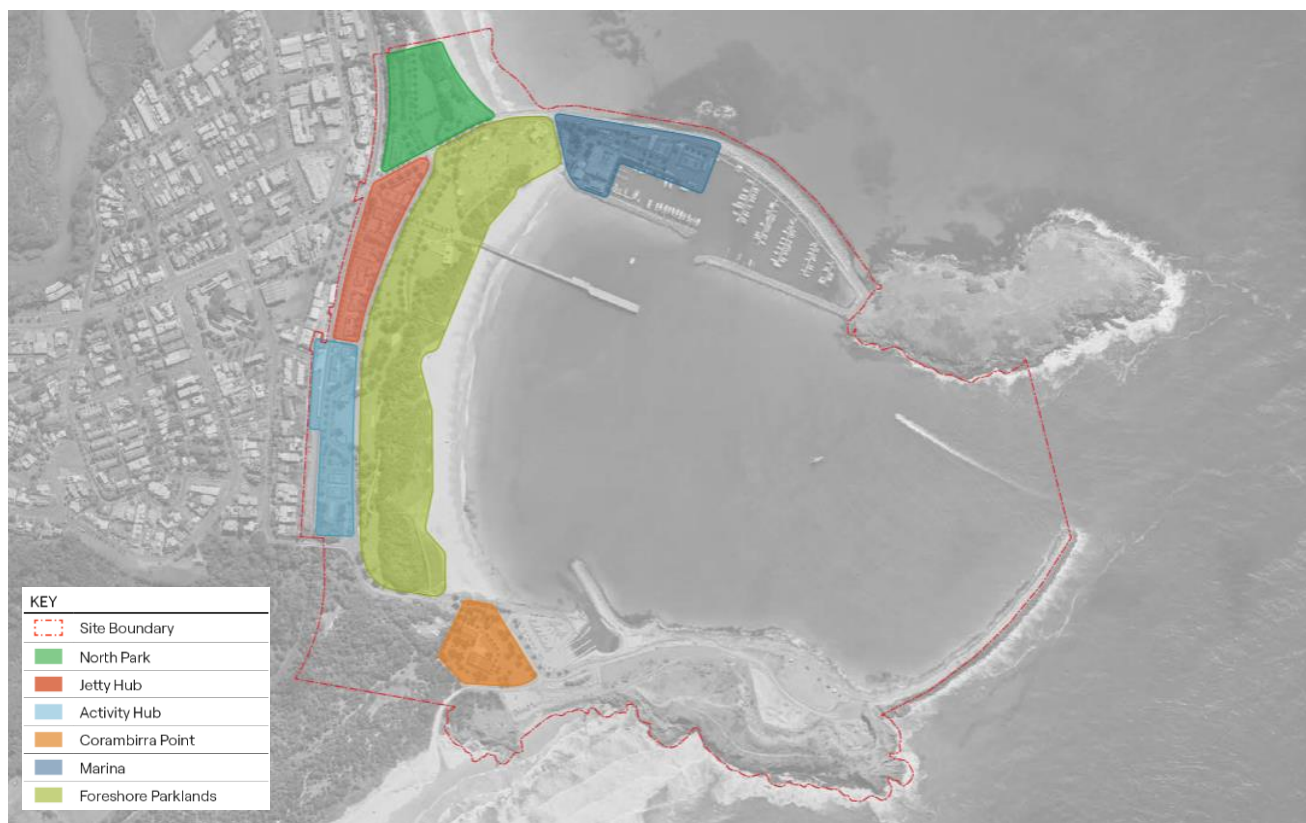 KEY
Site Boundary
North Park
Jetty Hub
Activity Hub
Corambirra Point
Marina
Foreshore Parklands